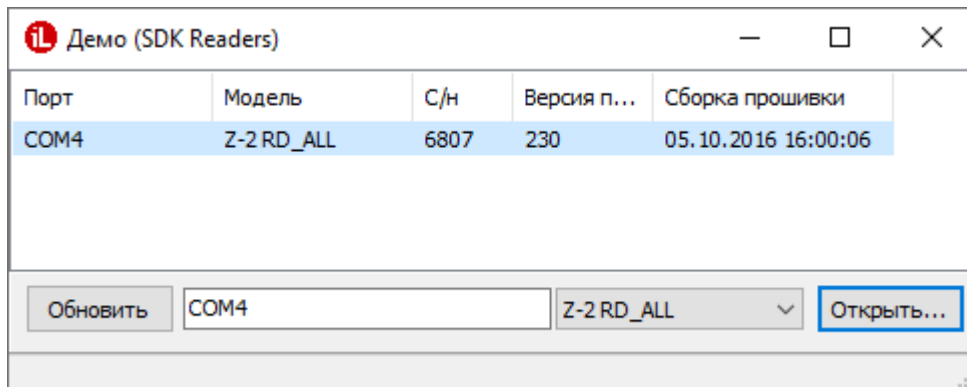 iL Демо (SDK Readers)
Порт Модель С/н Версия п... Сборка прошивки
COM4 Z-2 RD_ALL 6807 230 05.10.2016 16:00:06
Обновить COM4 Z-2 RD_ALL Открыть...